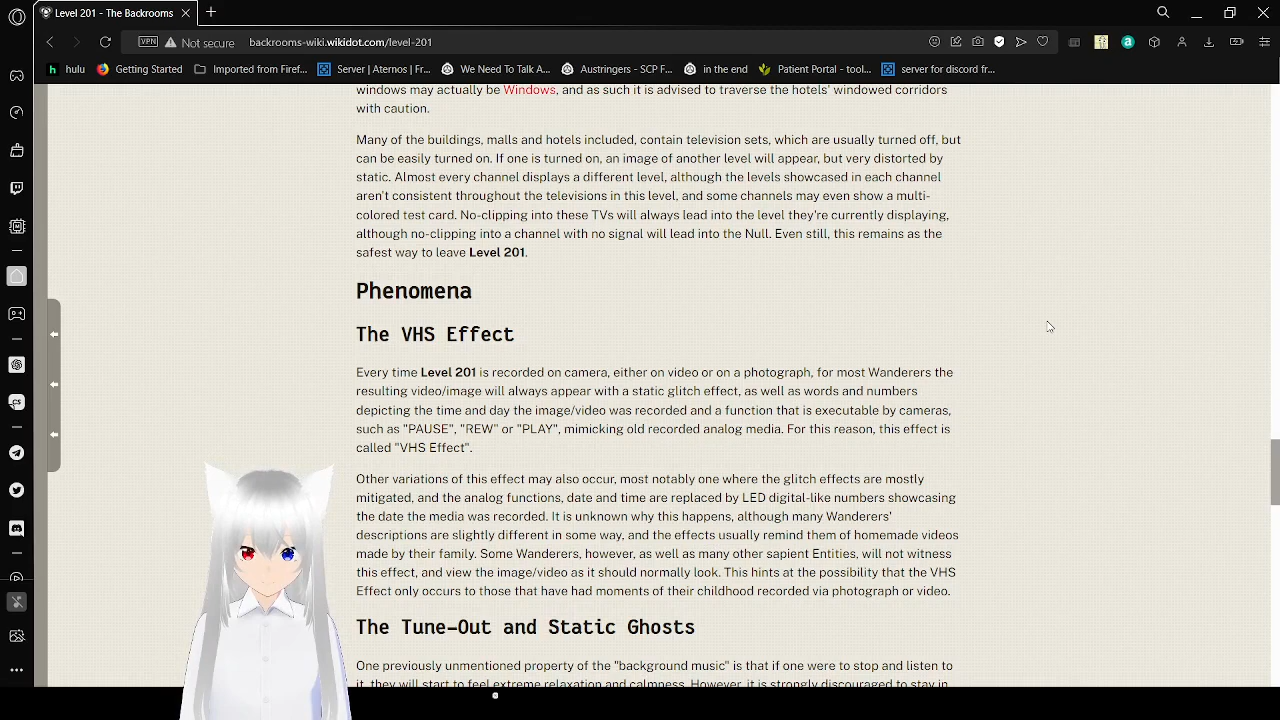 Level 201 - The Backrooms
VPN Not secure backrooms-wiki.wikidot.com/level-201
hulu Getting Started Imported from Firef... Server | Aternos | Fr... We Need To Talk A... Austringers - SCP F... in the end Patient Portal - tool... server for discord fr...
windows may actually be Windows, and as such it is advised to traverse the hotels' windowed corridors
with caution.
Many of the buildings, malls and hotels included, contain television sets, which are usually turned off, but
can be easily turned on. If one is turned on, an image of another level will appear, but very distorted by
static. Almost every channel displays a different level, although the levels showcased in each channel
aren't consistent throughout the televisions in this level, and some channels may even show a multi-
colored test card. No-clipping into these TVs will always lead into the level they're currently displaying,
although no-clipping into a channel with no signal will lead into the Null. Even still, this remains as the
safest way to leave Level 201.
Phenomena
The VHS Effect
Every time Level 201 is recorded on camera, either on video or on a photograph, for most Wanderers the
resulting video/image will always appear with a static glitch effect, as well as words and numbers
depicting the time and day the image/video was recorded and a function that is executable by cameras,
such as "PAUSE", "REW" or "PLAY", mimicking old recorded analog media. For this reason, this effect is
called "VHS Effect".
Other variations of this effect may also occur, most notably one where the glitch effects are mostly
mitigated, and the analog functions, date and time are replaced by LED digital-like numbers showcasing
the date the media was recorded. It is unknown why this happens, although many Wanderers'
descriptions are slightly different in some way, and the effects usually remind them of homemade videos
made by their family. Some Wanderers, however, as well as many other sapient Entities, will not witness
this effect, and view the image/video as it should normally look. This hints at the possibility that the VHS
Effect only occurs to those that have had moments of their childhood recorded via photograph or video.
The Tune-Out and Static Ghosts
One previously unmentioned property of the "background music" is that if one were to stop and listen to
it, they will start to feel extreme relaxation and calmness. However, it is strongly discouraged to stay in